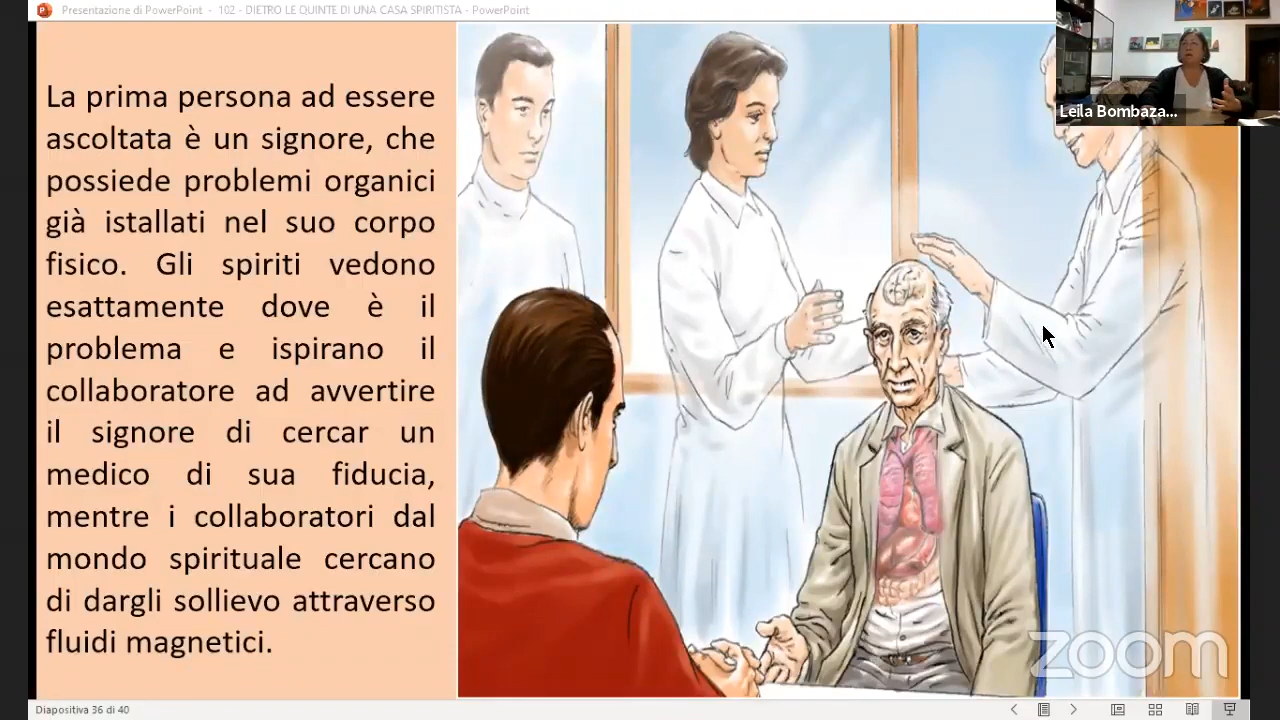 Presentazione di PowerPoint - 102 - DIETRO LE QUINTE DI UNA CASA SPIRITISTA - PowerPoint
Leila Bombaza...
La prima persona ad essere
ascoltata è un signore, che
possiede problemi organici
già istallati nel suo corpo
fisico. Gli spiriti vedono
esattamente dove è il
problema e ispirano il
collaboratore ad avvertire
il signore di cercar un
medico di sua fiducia,
mentre i collaboratori dal
mondo spirituale cercano
di dargli sollievo attraverso
fluidi magnetici.
zoom
Diapositiva 36 di 40